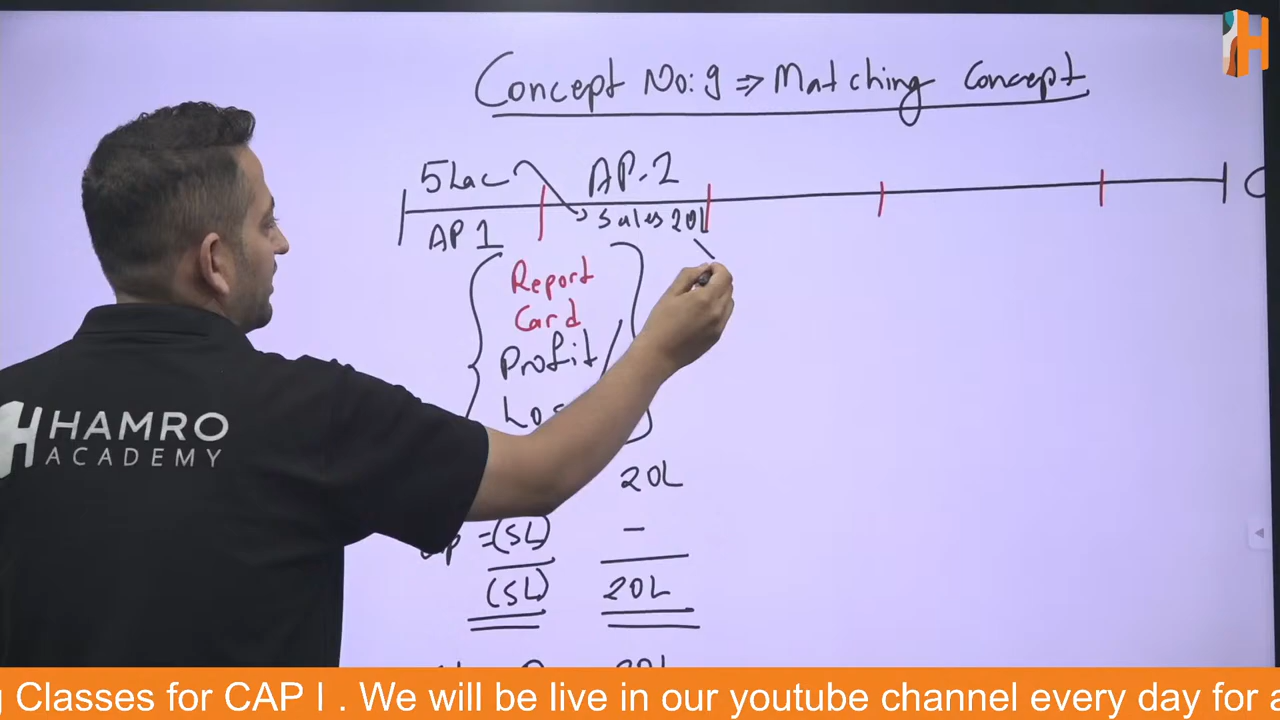 Concept No: 9 ⇒ Matching Concept
5 Lac AP-2
AP 1 Sales 20L
Report
Card
Profit/
20L
= (5L) -
(5L) 20L
20L
HAMRO
ACADEMY
H
Classes for CAP I . We will be live in our youtube channel every day for a